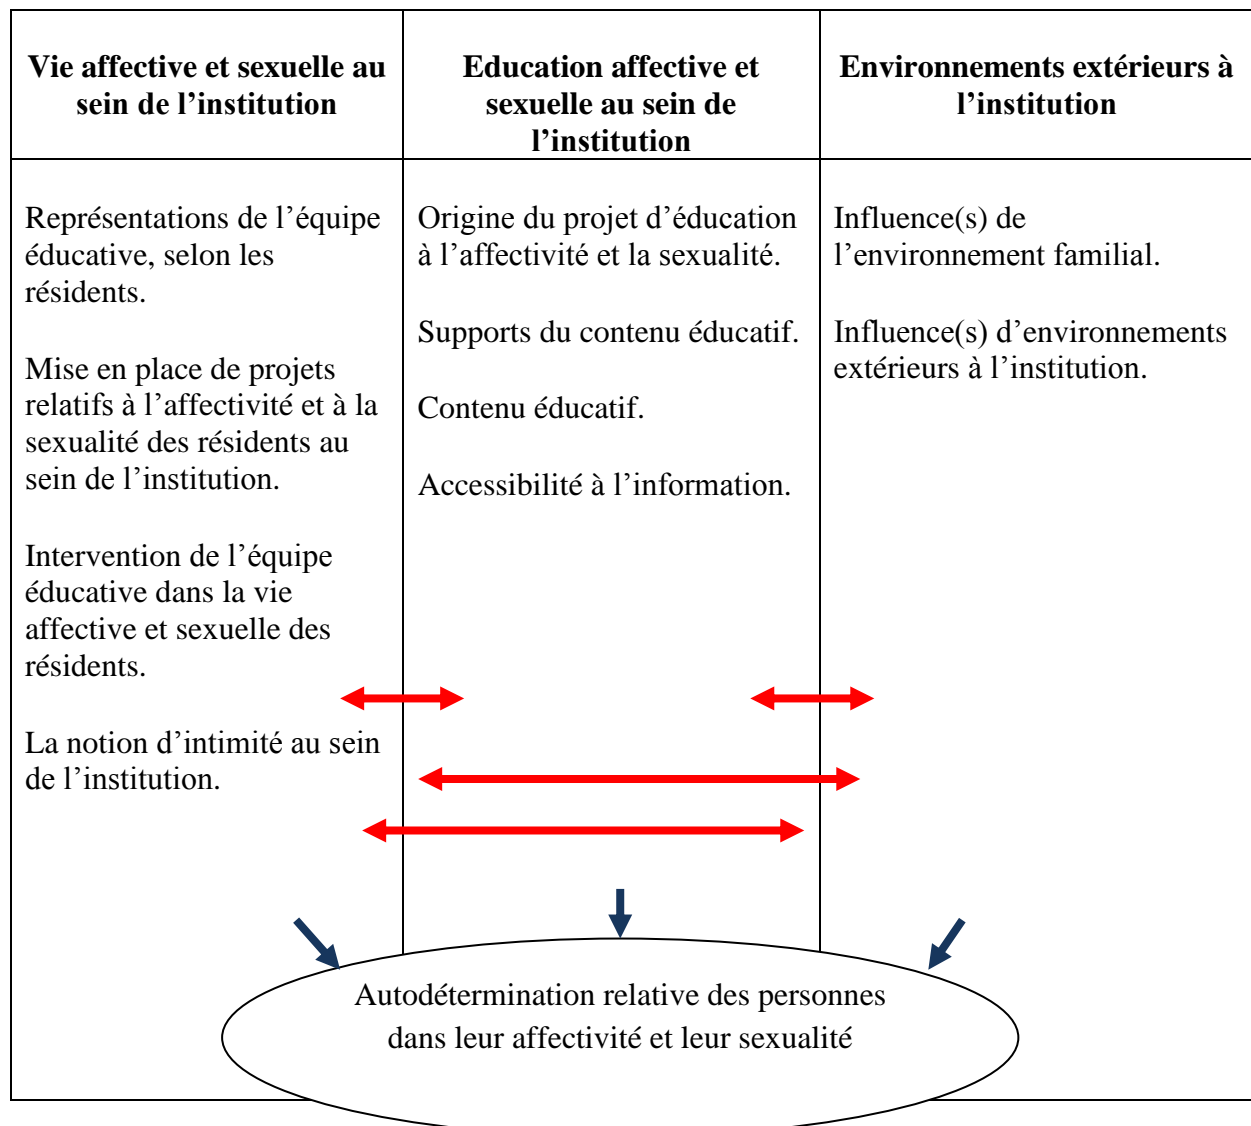 Vie affective et sexuelle au
sein de l’institution
Education affective et
sexuelle au sein de
l’institution
Environnements extérieurs à
l’institution
Représentations de l’équipe
éducative, selon les
résidents.
Mise en place de projets
relatifs à l’affectivité et à la
sexualité des résidents au
sein de l’institution.
Intervention de l’équipe
éducative dans la vie
affective et sexuelle des
résidents.
La notion d’intimité au sein
de l’institution.
Origine du projet d’éducation
à l’affectivité et la sexualité.
Supports du contenu éducatif.
Contenu éducatif.
Accessibilité à l’information.
Influence(s) de
l’environnement familial.
Influence(s) d’environnements
extérieurs à l’institution.
Autodétermination relative des personnes
dans leur affectivité et leur sexualité